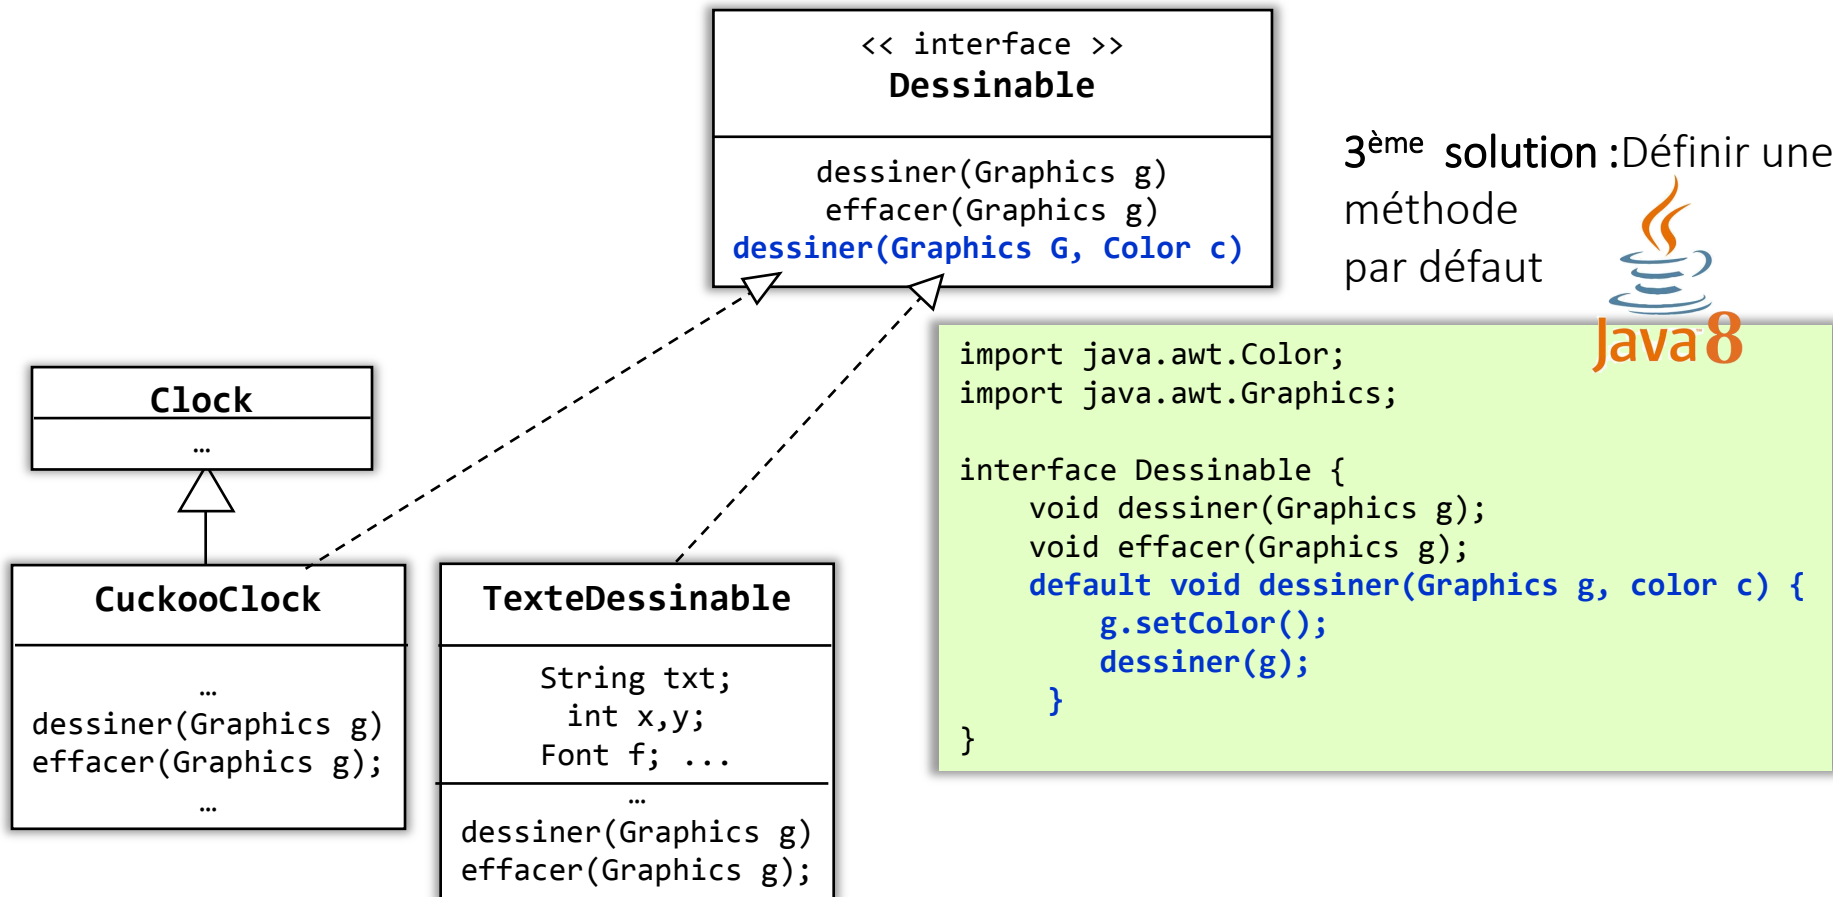 << interface >>
Dessinable
dessiner(Graphics g)
effacer(Graphics g)
dessiner(Graphics G, Color c)
3ème solution :Définir une
méthode
par défaut
Java 8
import java.awt.Color;
import java.awt.Graphics;
interface Dessinable {
void dessiner(Graphics g);
void effacer(Graphics g);
default void dessiner(Graphics g, color c) {
g.setColor();
dessiner(g);
}
}
Clock
…
CuckooClock
…
dessiner(Graphics g)
effacer(Graphics g);
…
TexteDessinable
String txt;
int x,y;
Font f; ...
…
dessiner(Graphics g)
effacer(Graphics g);